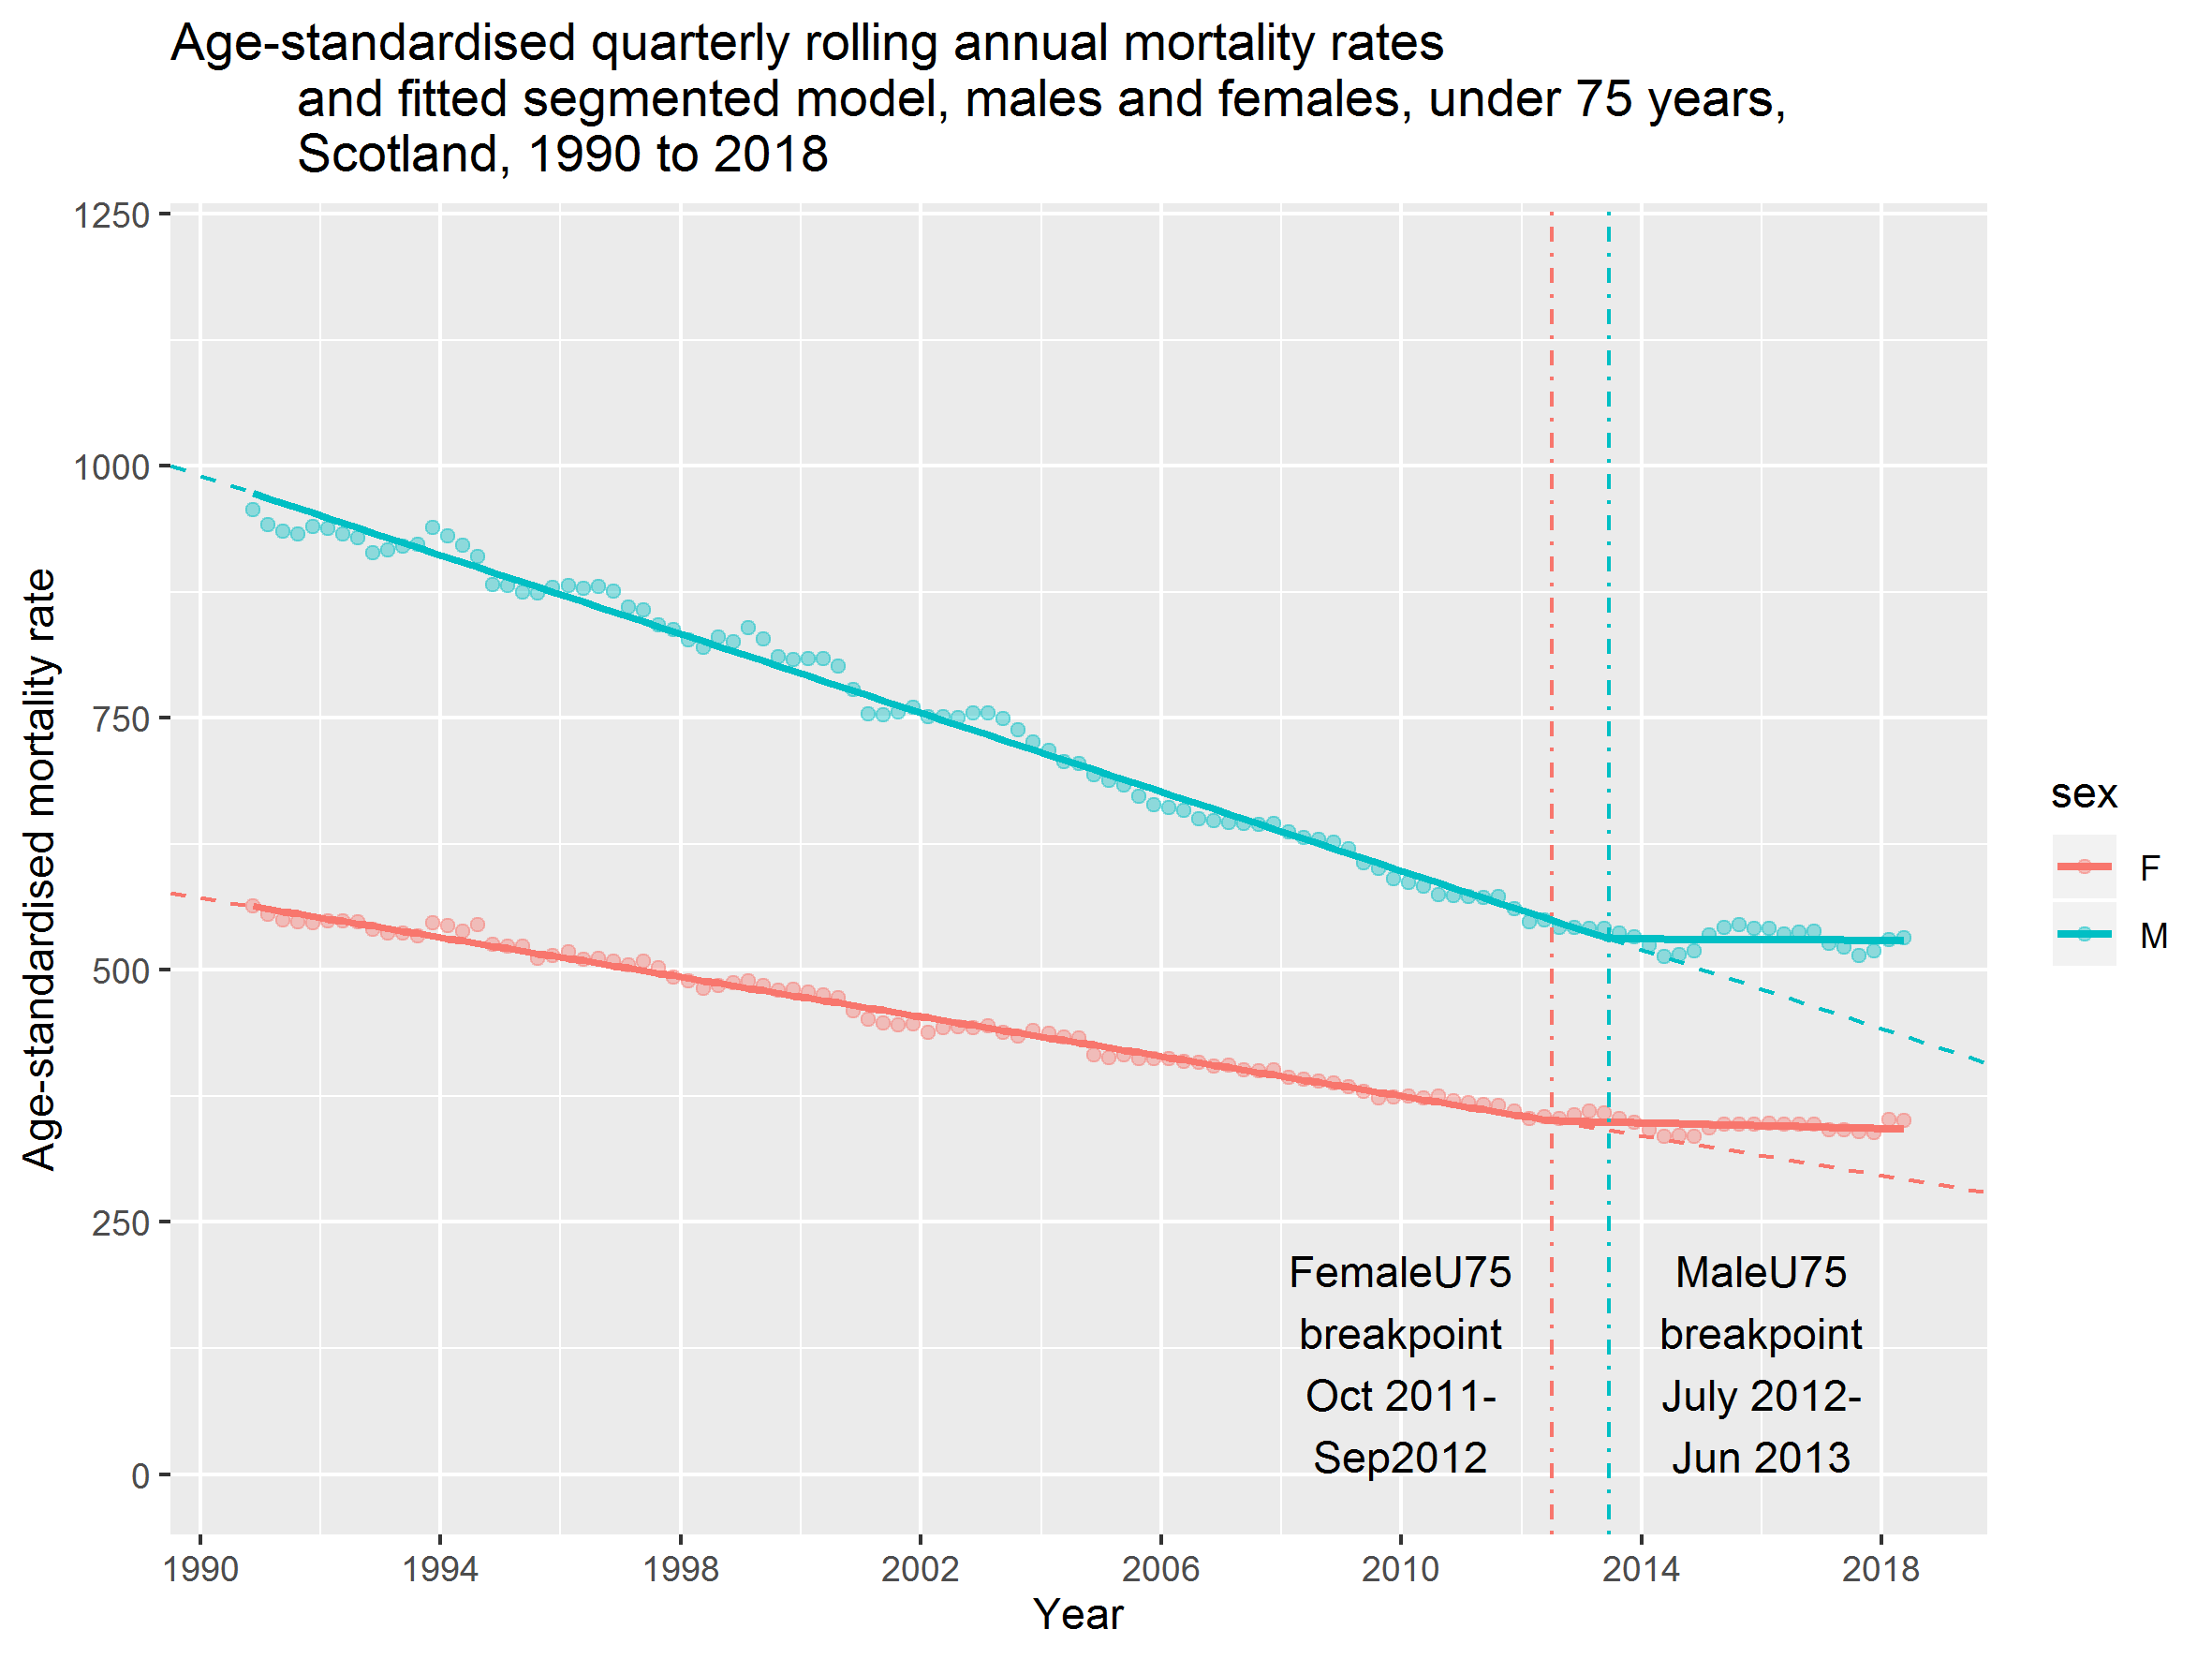 Age-standardised quarterly rolling annual mortality rates
and fitted segmented model, males and females, under 75 years,
Scotland, 1990 to 2018
1250
1000
750
500
250
0
Age-standardised mortality rate
FemaleU75
breakpoint
Oct 2011-
Sep2012
MaleU75
breakpoint
July 2012-
Jun 2013
1990
1994
1998
2002
2006
2010
2014
2018
Year
sex
F
M